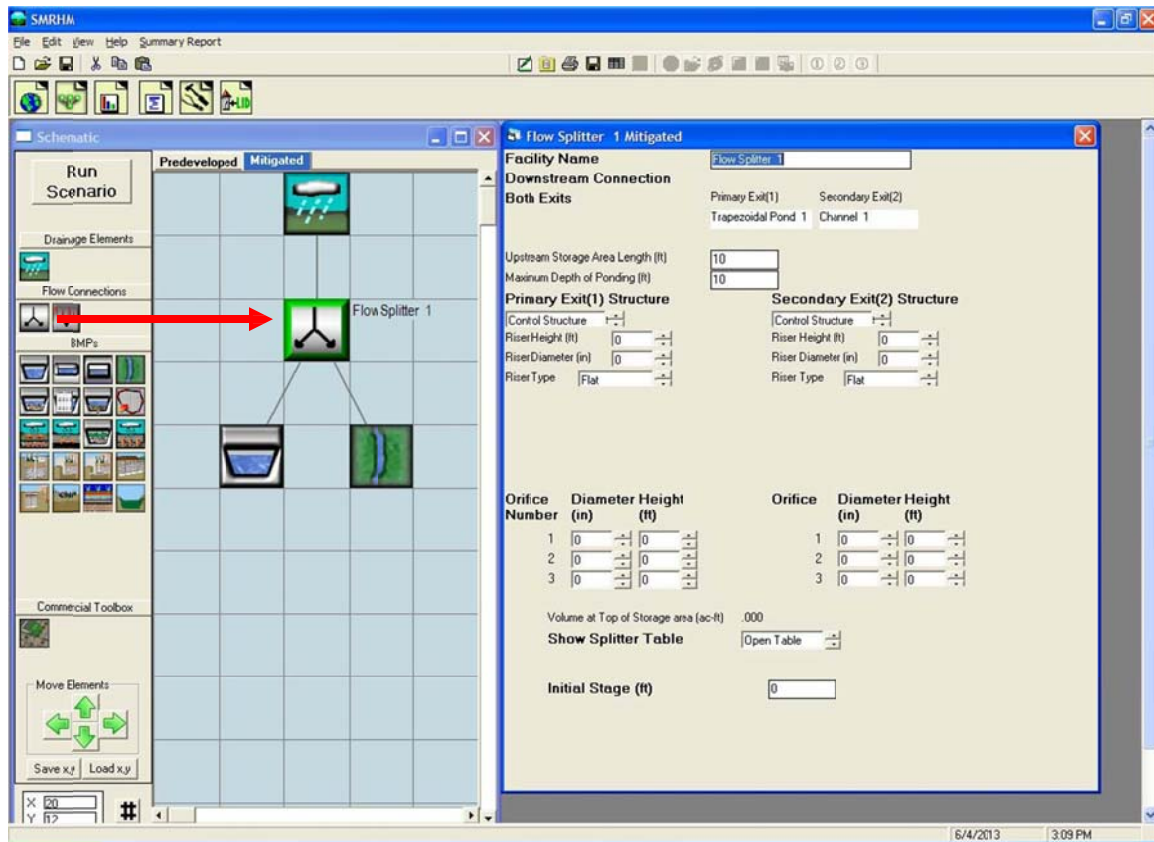 SMRHM
File Edit View Help Summary Report
Schematic
Run
Scenario
Predeveloped Mitigated
Drainage Elements
Flow Connections
BMPs
Flow Splitter 1
Commercial Toolbox
Move Elements
Save x,y Load x,y
X 20
Y 12
#
Flow Splitter 1 Mitigated
Facility Name Flow Splitter 1
Downstream Connection
Both Exits Primary Exit(1) Secondary Exit(2)
Trapezoidal Pond 1 Channel 1
Upstream Storage Area Length (ft) 10
Maximum Depth of Ponding (ft) 10
Primary Exit(1) Structure Secondary Exit(2) Structure
Control Structure Control Structure
Riser Height (ft) 0 Riser Height (ft) 0
Riser Diameter (in) 0 Riser Diameter (in) 0
Riser Type Flat Riser Type Flat
Orifice Diameter Height Orifice Diameter Height
Number (in) (ft) (in) (ft)
1 0 0 1 0 0
2 0 0 2 0 0
3 0 0 3 0 0
Volume at Top of Storage area (ac-ft) .000
Show Splitter Table Open Table
Initial Stage (ft) 0
6/4/2013 3:09 PM